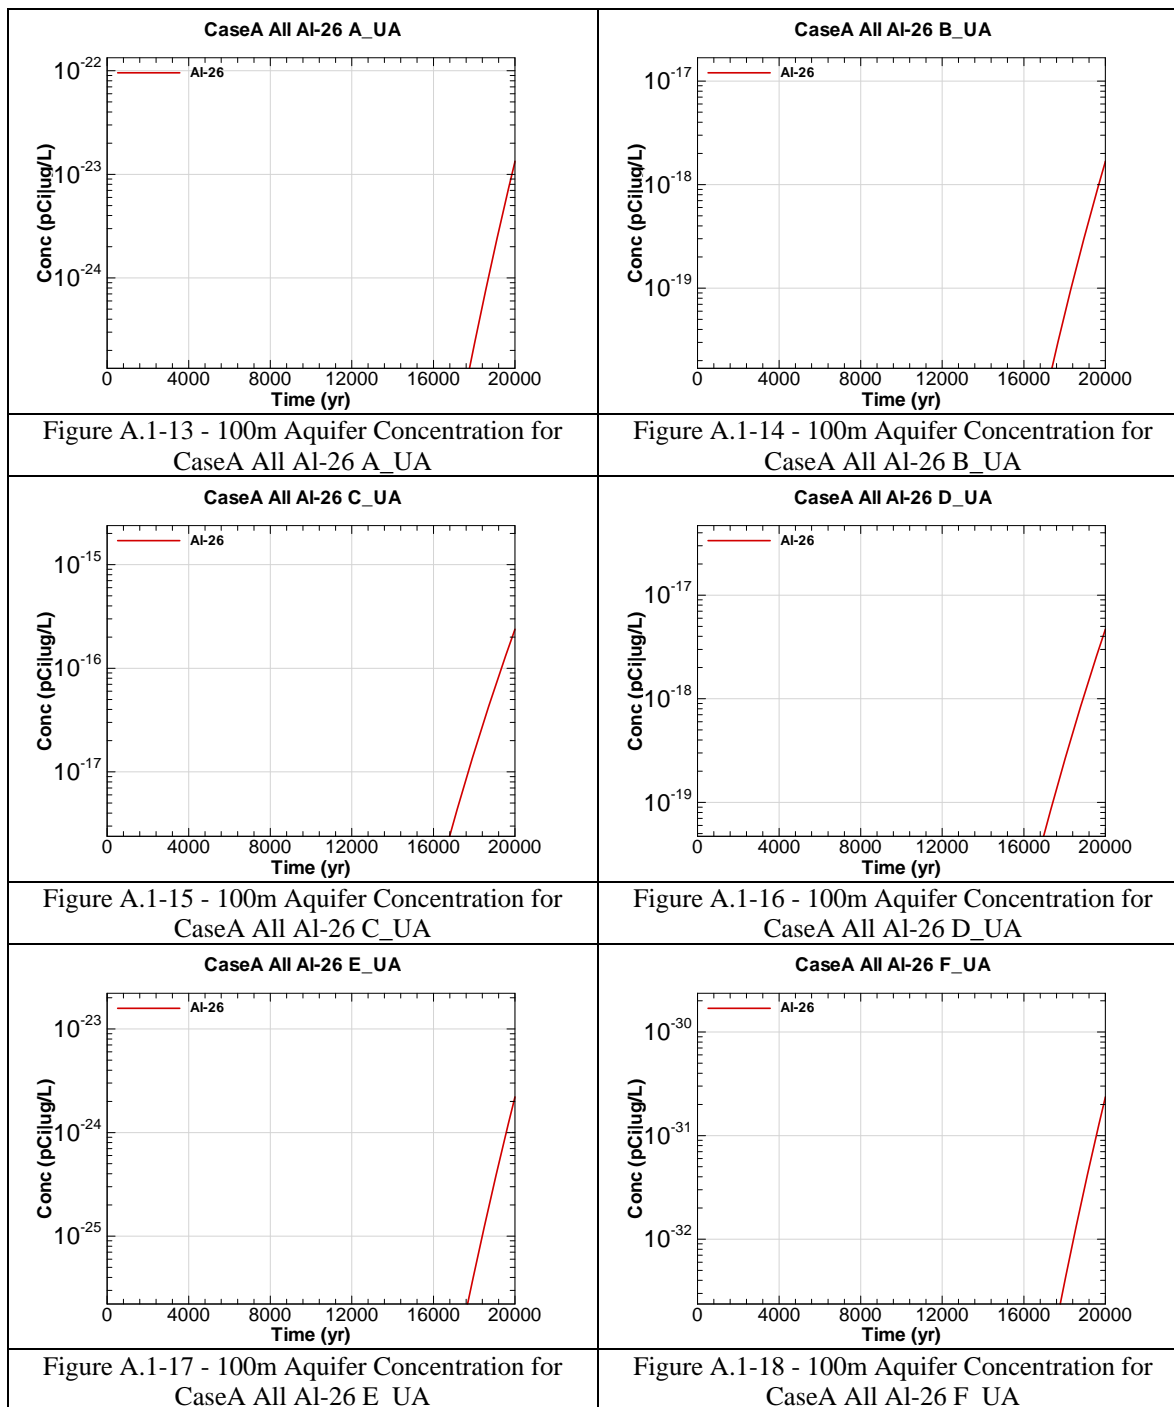 CaseA All Al-26 A_UA
Al-26
10-22
10-23
10-24
Conc (pCi|ug/L)
0 4000 8000 12000 16000 20000
Time (yr)
Figure A.1-13 - 100m Aquifer Concentration for
CaseA All Al-26 A_UA
CaseA All Al-26 B_UA
Al-26
10-17
10-18
10-19
Conc (pCi|ug/L)
0 4000 8000 12000 16000 20000
Time (yr)
Figure A.1-14 - 100m Aquifer Concentration for
CaseA All Al-26 B_UA
CaseA All Al-26 C_UA
Al-26
10-15
10-16
10-17
Conc (pCi|ug/L)
0 4000 8000 12000 16000 20000
Time (yr)
Figure A.1-15 - 100m Aquifer Concentration for
CaseA All Al-26 C_UA
CaseA All Al-26 D_UA
Al-26
10-17
10-18
10-19
Conc (pCi|ug/L)
0 4000 8000 12000 16000 20000
Time (yr)
Figure A.1-16 - 100m Aquifer Concentration for
CaseA All Al-26 D_UA
CaseA All Al-26 E_UA
Al-26
10-23
10-24
10-25
Conc (pCi|ug/L)
0 4000 8000 12000 16000 20000
Time (yr)
Figure A.1-17 - 100m Aquifer Concentration for
CaseA All Al-26 E_UA
CaseA All Al-26 F_UA
Al-26
10-30
10-31
10-32
Conc (pCi|ug/L)
0 4000 8000 12000 16000 20000
Time (yr)
Figure A.1-18 - 100m Aquifer Concentration for
CaseA All Al-26 F_UA